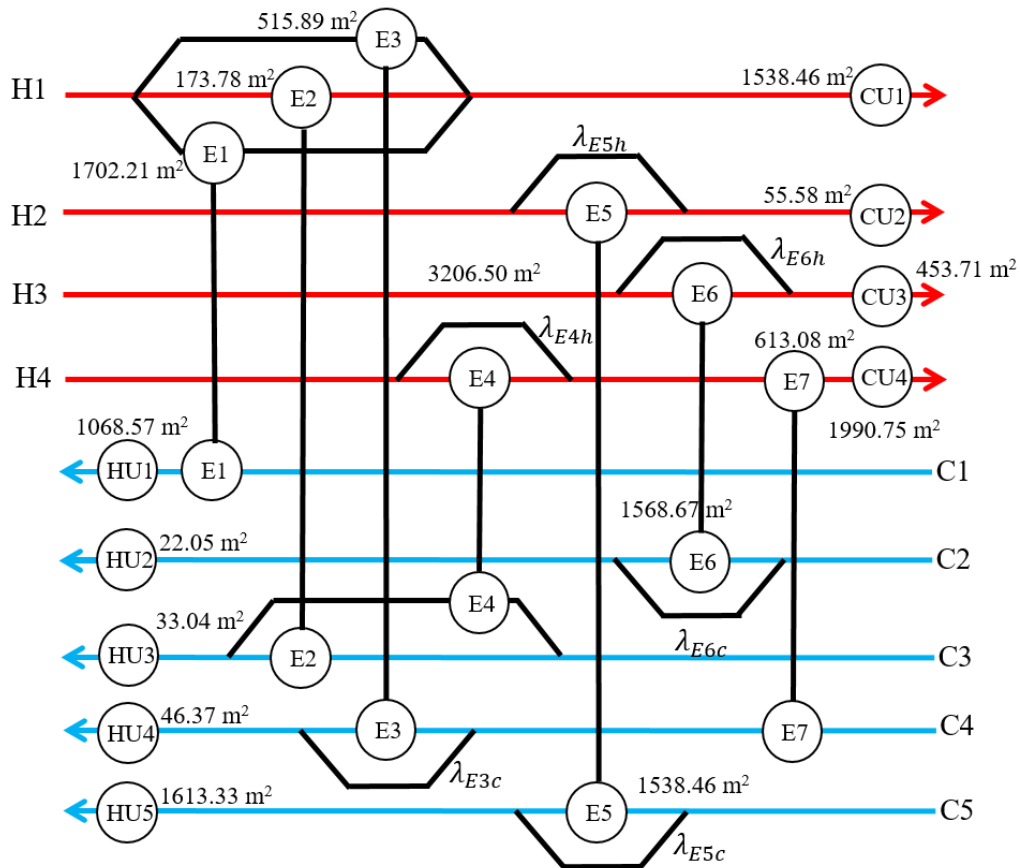 515.89 m²
E3
H1
173.78 m²
E2
1538.46 m²
CU1
E1
1702.21 m²
λE5h
H2
E5
55.58 m²
CU2
λE6h
H3
3206.50 m²
E6
CU3
453.71 m²
λE4h
613.08 m²
H4
E4
E7
CU4
1990.75 m²
1068.57 m²
HU1
E1
C1
1568.67 m²
HU2
22.05 m²
E6
C2
E4
33.04 m²
λE6c
HU3
E2
C3
HU4
46.37 m²
E3
E7
C4
λE3c
1613.33 m²
1538.46 m²
HU5
E5
C5
λE5c